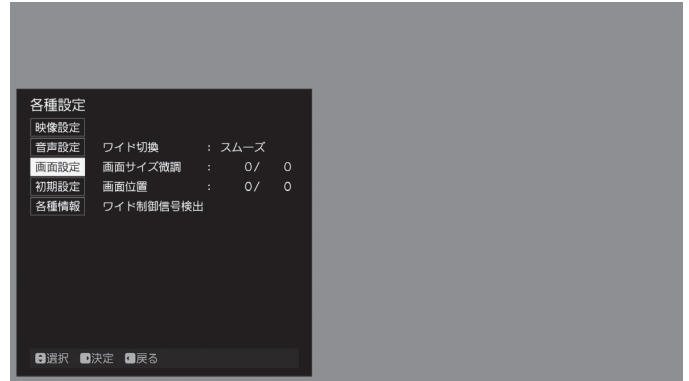 各種設定
映像設定
音声設定 ワイド切換 : スムーズ
画面設定 画面サイズ微調 : 0/ 0
初期設定 画面位置 : 0/ 0
各種情報 ワイド制御信号検出
選択 決定 戻る